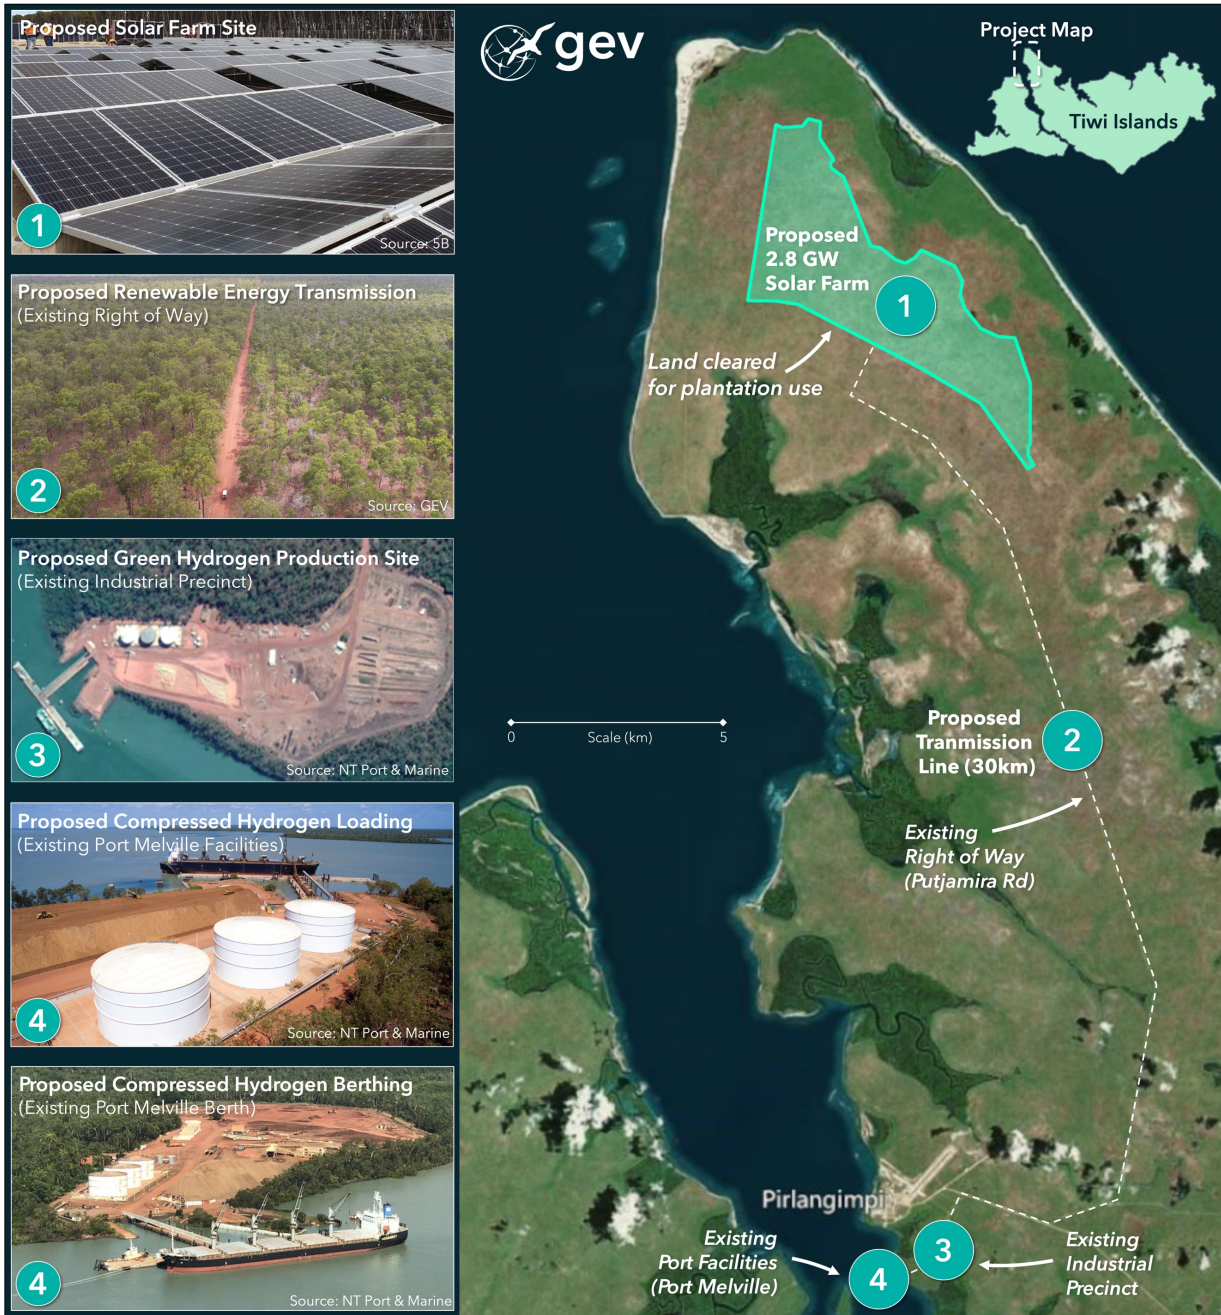 Proposed Solar Farm Site
1
Source: 5B
Proposed Renewable Energy Transmission
(Existing Right of Way)
2
Source: GEV
Proposed Green Hydrogen Production Site
(Existing Industrial Precinct)
3
Source: NT Port & Marine
Proposed Compressed Hydrogen Loading
(Existing Port Melville Facilities)
4
Source: NT Port & Marine
Proposed Compressed Hydrogen Berthing
(Existing Port Melville Berth)
4
Source: NT Port & Marine
gev
Project Map
Tiwi Islands
Proposed
2.8 GW
Solar Farm
1
Land cleared
for plantation use
0 Scale (km) 5
Proposed
Tranmission
Line (30km)
2
Existing
Right of Way
(Putjamira Rd)
Pirlangimpi
Existing
Port Facilities
(Port Melville)
4
3
Existing
Industrial
Precinct